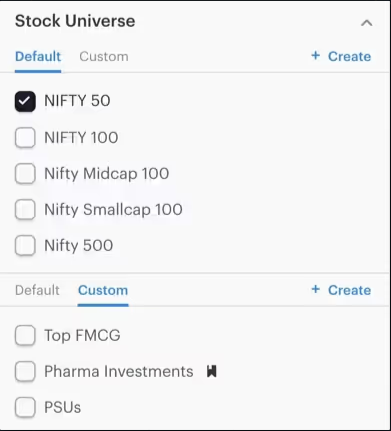 Stock Universe
Default Custom + Create
NIFTY 50
NIFTY 100
Nifty Midcap 100
Nifty Smallcap 100
Nifty 500
Default Custom + Create
Top FMCG
Pharma Investments
PSUs